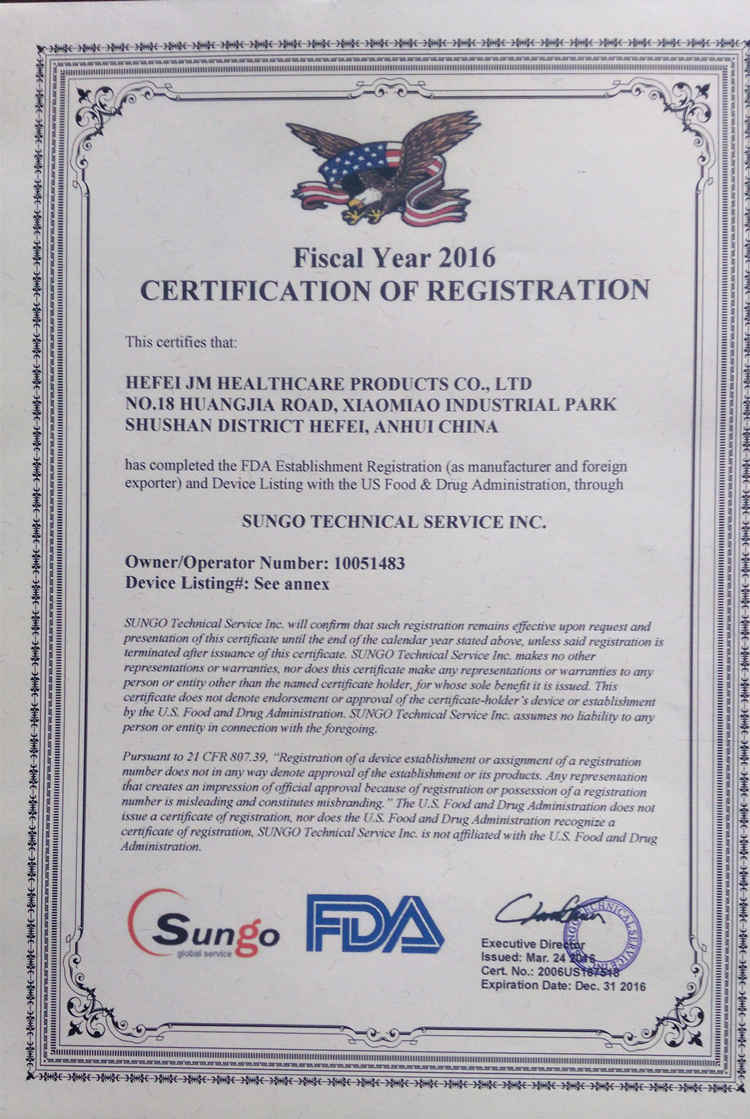 Fiscal Year 2016
CERTIFICATION OF REGISTRATION
This certifies that:
HEFEI JM HEALTHCARE PRODUCTS CO., LTD
NO.18 HUANGJIA ROAD, XIAOMIAO INDUSTRIAL PARK
SHUSHAN DISTRICT HEFEI, ANHUI CHINA
has completed the FDA Establishment Registration (as manufacturer and foreign
exporter) and Device Listing with the US Food & Drug Administration, through
SUNGO TECHNICAL SERVICE INC.
Owner/Operator Number: 10051483
Device Listing#: See annex
SUNGO Technical Service Inc. will confirm that such registration remains effective upon request and
presentation of this certificate until the end of the calendar year stated above, unless said registration is
terminated after issuance of this certificate. SUNGO Technical Service Inc. makes no other
representations or warranties, nor does this certificate make any representations or warranties to any
person or entity other than the named certificate holder, for whose sole benefit it is issued. This
certificate does not denote endorsement or approval of the certificate-holder's device or establishment
by the U.S. Food and Drug Administration. SUNGO Technical Service Inc. assumes no liability to any
person or entity in connection with the foregoing.
Pursuant to 21 CFR 807.39, "Registration of a device establishment or assignment of a registration
number does not in any way denote approval of the establishment or its products. Any representation
that creates an impression of official approval because of registration or possession of a registration
number is misleading and constitutes misbranding." The U.S. Food and Drug Administration does not
issue a certificate of registration, nor does the U.S. Food and Drug Administration recognize a
certificate of registration, SUNGO Technical Service Inc. is not affiliated with the U.S. Food and Drug
Administration.
Sungo
global service
FDA
Executive Director
Issued: Mar. 24 2016
Cert. No.: 2006US187518
Expiration Date: Dec. 31 2016